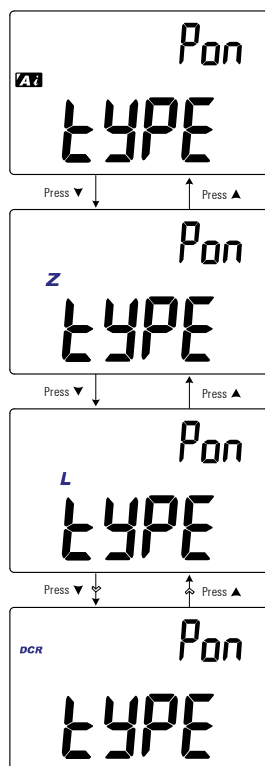 Pon
Ai
tYPE
Press ▼ Press ▲
Pon
Z
tYPE
Press ▼ Press ▲
Pon
L
tYPE
Press ▼ Press ▲
Pon
DCR
tYPE